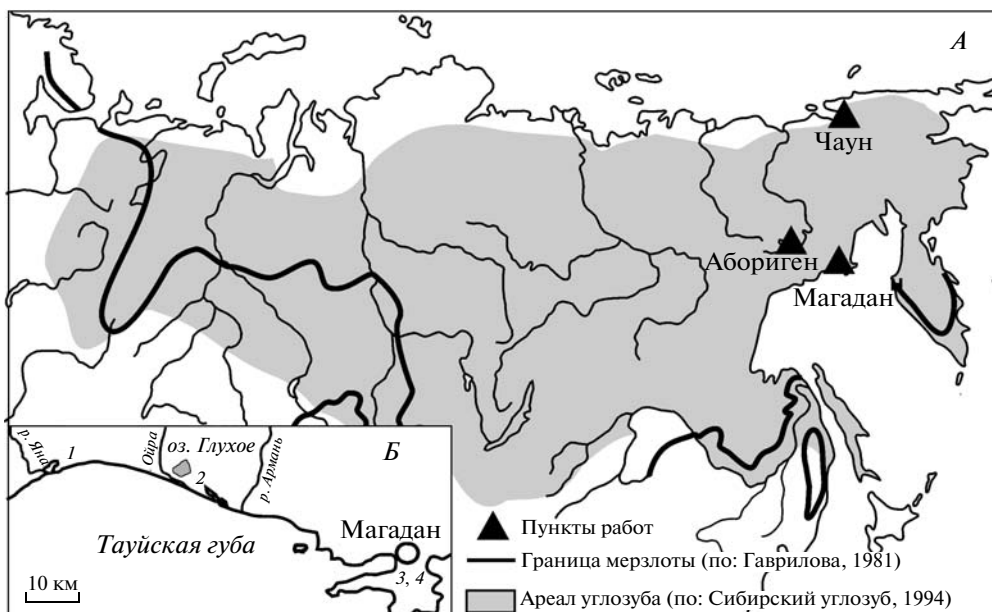 А
Чаун
Абориген
Магадан
Б
р. Яна
1
Ойра
оз. Глухое
2
р. Армань
Магадан
3, 4
Тауйская губа
10 км
Пункты работ
Граница мерзлоты (по: Гаврилова, 1981)
Ареал углозуба (по: Сибирский углозуб, 1994)